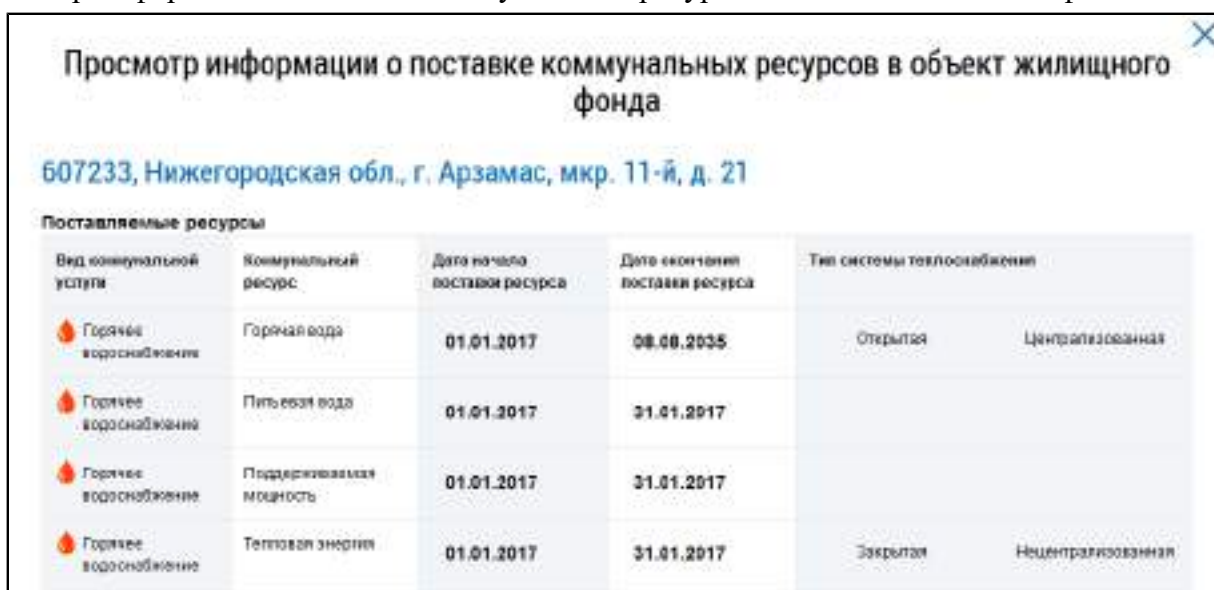 Просмотр информации о поставке коммунальных ресурсов в объект жилищного
фонда
607233, Нижегородская обл., г. Арзамас, мкр. 11-й, д. 21
Поставляемые ресурсы
Вид коммунальной
услуги
Коммунальный
ресурс
Дата начала
поставки ресурса
Дата окончания
поставки ресурса
Тип системы теплоснабжения
Горячее
водоснабжение
Горячая вода
01.01.2017
08.08.2035
Открытая
Централизованная
Горячее
водоснабжение
Питьевая вода
01.01.2017
31.01.2017
Горячее
водоснабжение
Поддерживаемая
мощность
01.01.2017
31.01.2017
Горячее
водоснабжение
Тепловая энергия
01.01.2017
31.01.2017
Закрытая
Нецентрализованная